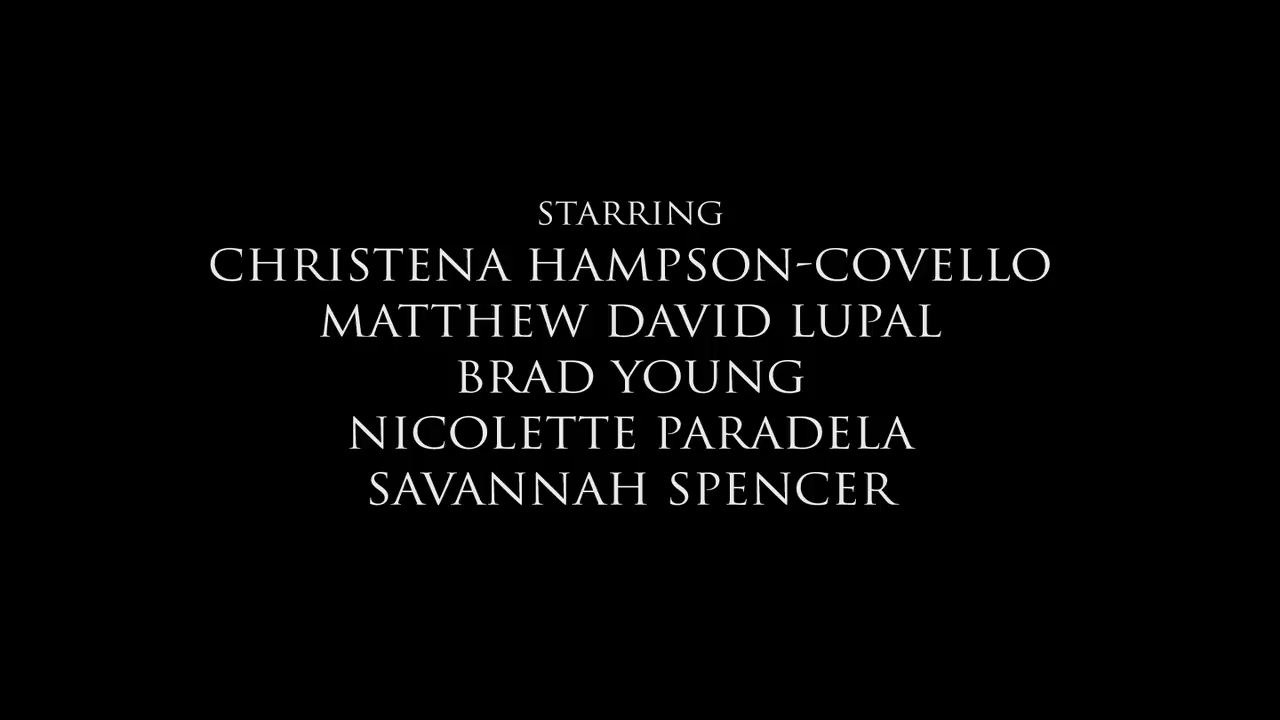 STARRING
CHRISTENA HAMPSON-COVELLO
MATTHEW DAVID LUPAL
BRAD YOUNG
NICOLETTE PARADELA
SAVANNAH SPENCER